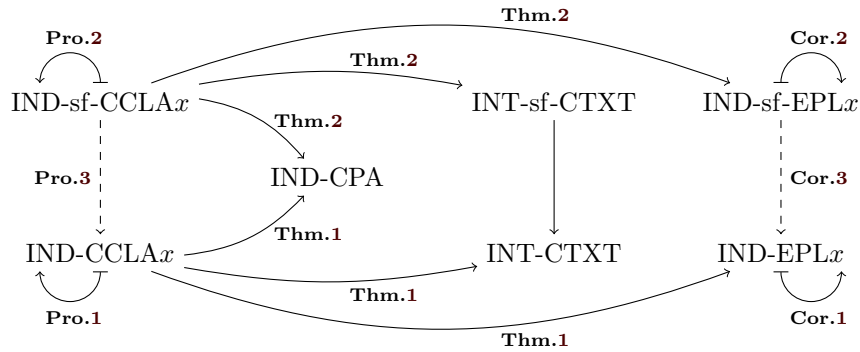 Thm.2
Pro.2
Cor.2
Thm.2
IND-sf-CCLAx
INT-sf-CTXT
IND-sf-EPLx
Thm.2
Pro.3
IND-CPA
Cor.3
Thm.1
IND-CCLAx
INT-CTXT
IND-EPLx
Thm.1
Pro.1
Cor.1
Thm.1